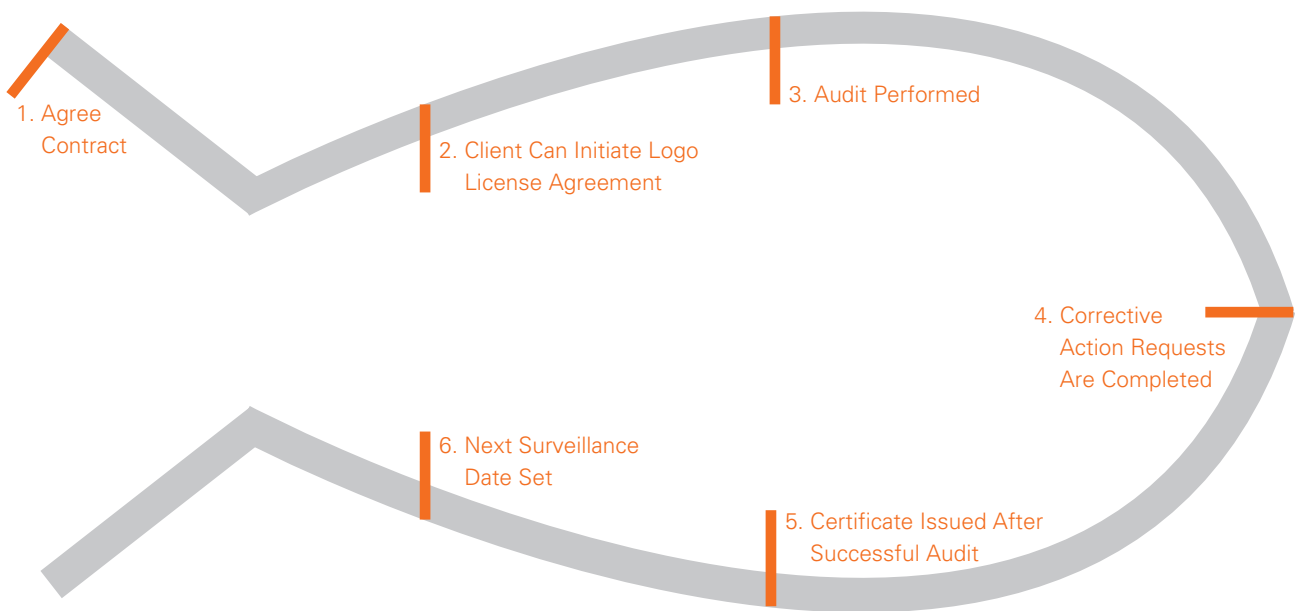 1. Agree
Contract
2. Client Can Initiate Logo
License Agreement
3. Audit Performed
4. Corrective
Action Requests
Are Completed
5. Certificate Issued After
Successful Audit
6. Next Surveillance
Date Set